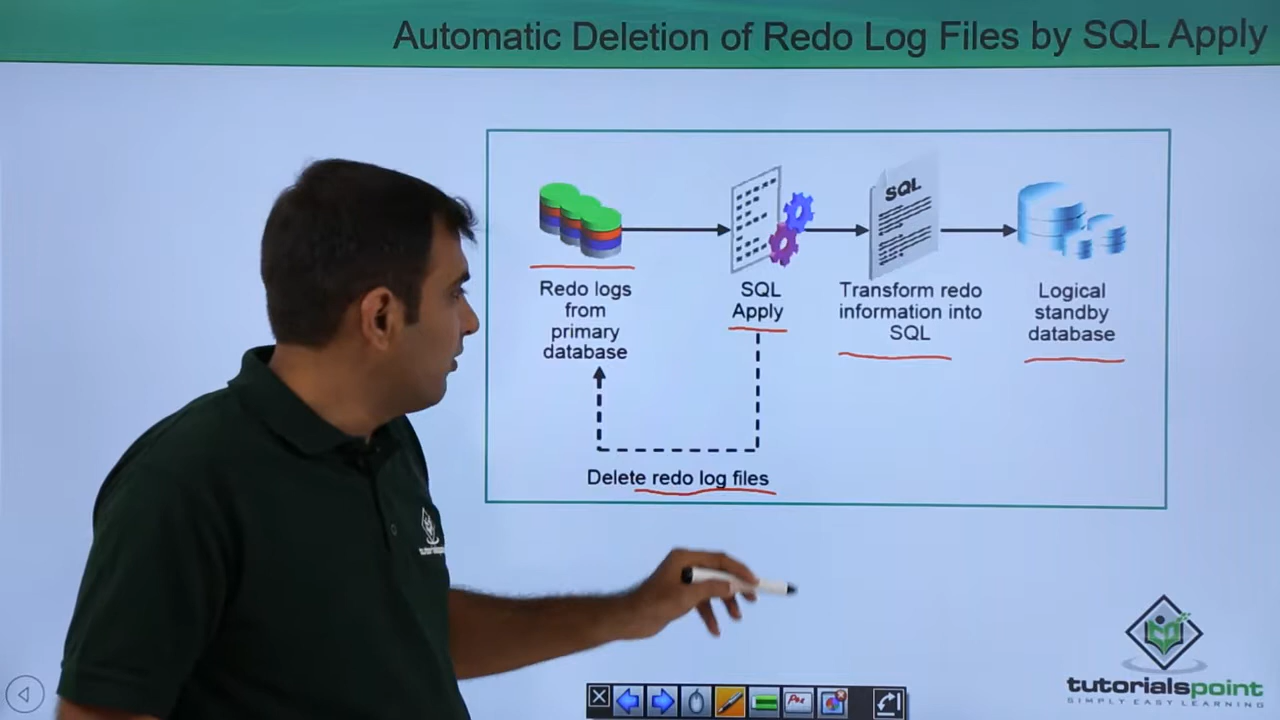 Automatic Deletion of Redo Log Files by SQL Apply
SQL
Redo logs
from
primary
database
SQL
Apply
Transform redo
information into
SQL
Logical
standby
database
Delete redo log files
tutorialspoint
SIMPLY EASY LEARNING